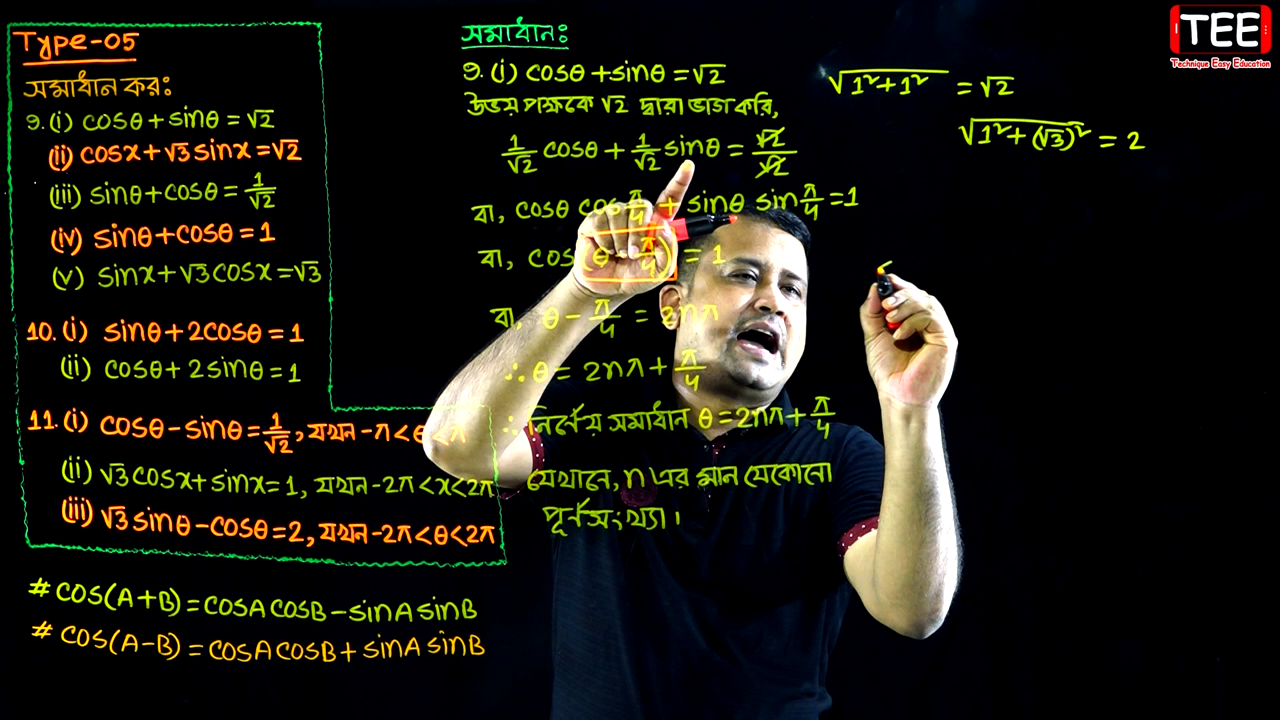 Type-05
সমাধান কর:
9. (i) cosθ + sinθ = √2
(ii) cosx + √3 sinx = √2
(iii) sinθ + cosθ = 1/√2
(iv) sinθ + cosθ = 1
(v) sinx + √3 cosx = √3
10. (i) sinθ + 2cosθ = 1
(ii) cosθ + 2sinθ = 1
11. (i) cosθ - sinθ = 1/√2, যখন -π < θ < π
(ii) √3 cosx + sinx = 1, যখন -2π < x < 2π
(iii) √3 sinθ - cosθ = 2, যখন -2π < θ < 2π
# cos(A+B) = cosA cosB - sinA sinB
# cos(A-B) = cosA cosB + sinA sinB
সমাধান:
9. (i) cosθ + sinθ = √2
উভয় পক্ষকে √2 দ্বারা ভাগ করি,
1/√2 cosθ + 1/√2 sinθ = √2/√2
বা, cosθ cos π/4 + sinθ sin π/4 = 1
বা, cos(θ - π/4) = 1
বা, θ - π/4 = 2nπ
∴ θ = 2nπ + π/4
∴ নির্ণেয় সমাধান θ = 2nπ + π/4
যেখানে, n এর মান যেকোনো
পূর্ণসংখ্যা।
√1²+1² = √2
√1²+(√3)² = 2
TEE
Technique Easy Education